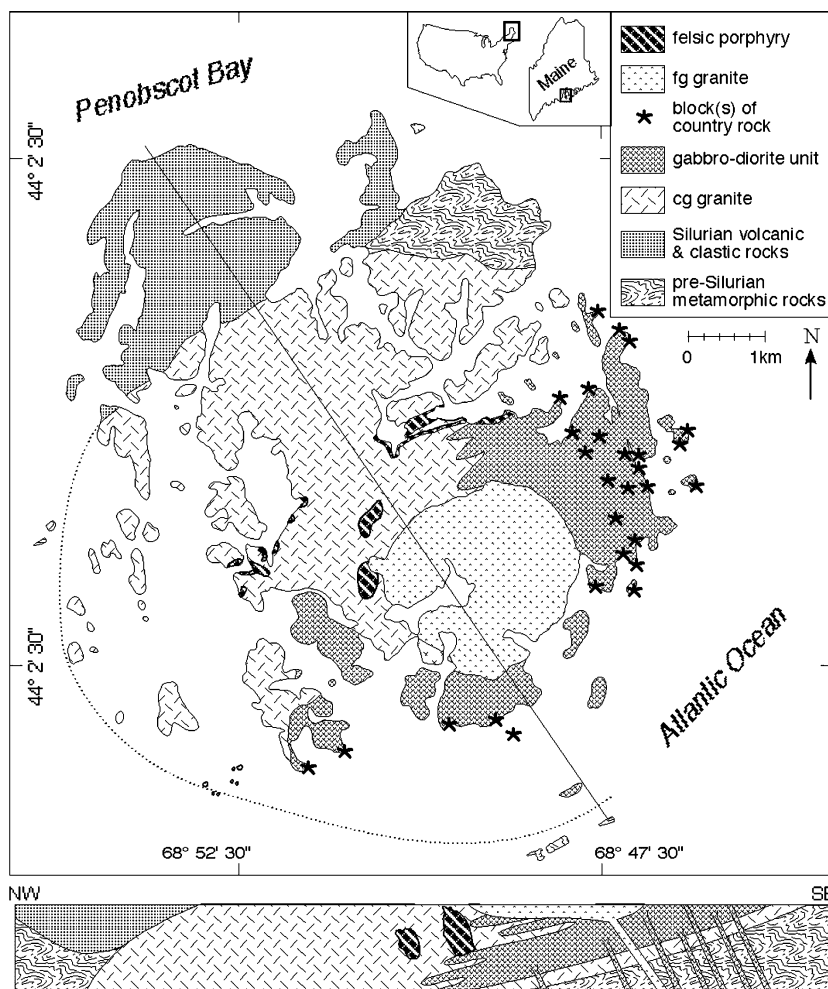 Penobscot Bay
Maine
felsic porphyry
fg granite
block(s) of
country rock
gabbro-diorite unit
cg granite
Silurian volcanic
& clastic rocks
pre-Silurian
metamorphic rocks
44° 2' 30"
0 1km
N
44° 2' 30"
Atlantic Ocean
68° 52' 30"
68° 47' 30"
NW
SE